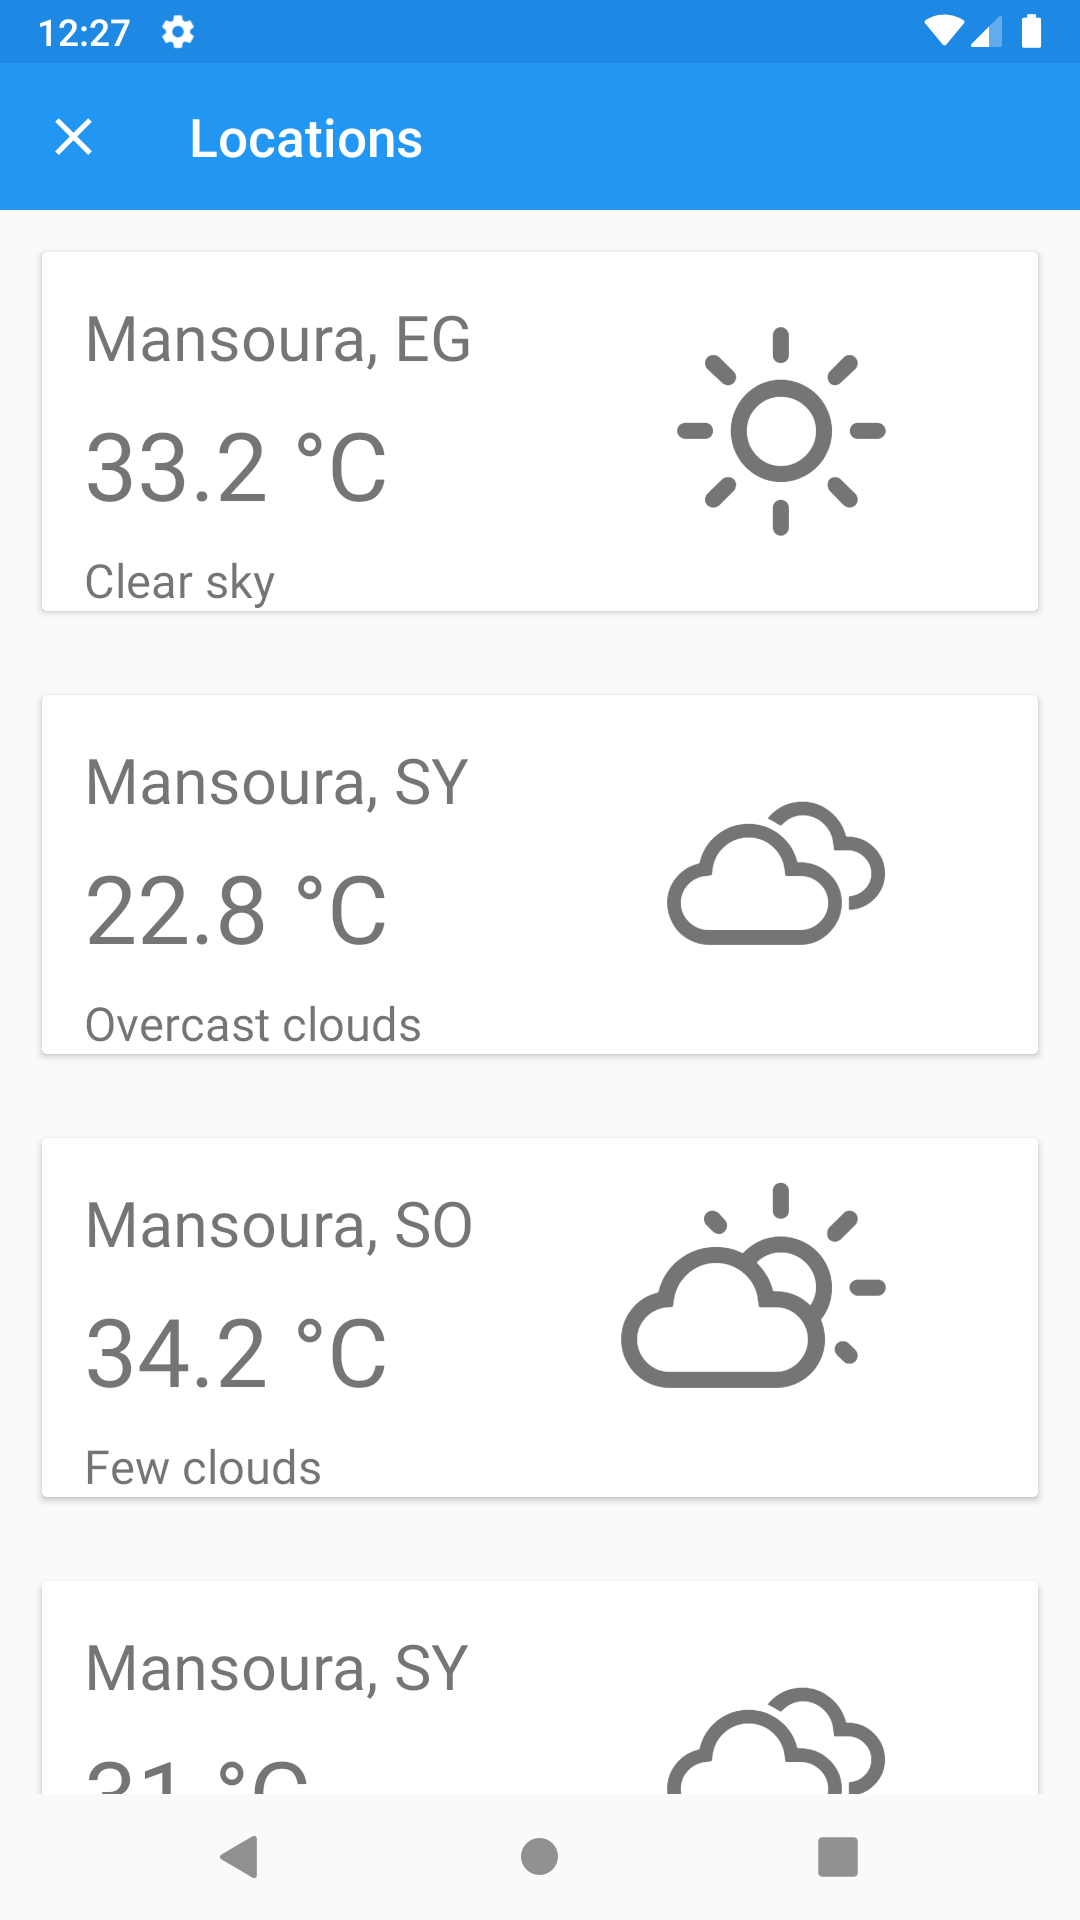 12:27
Locations
Mansoura, EG
33.2 °C
Clear sky
Mansoura, SY
22.8 °C
Overcast clouds
Mansoura, SO
34.2 °C
Few clouds
Mansoura, SY
31 °C